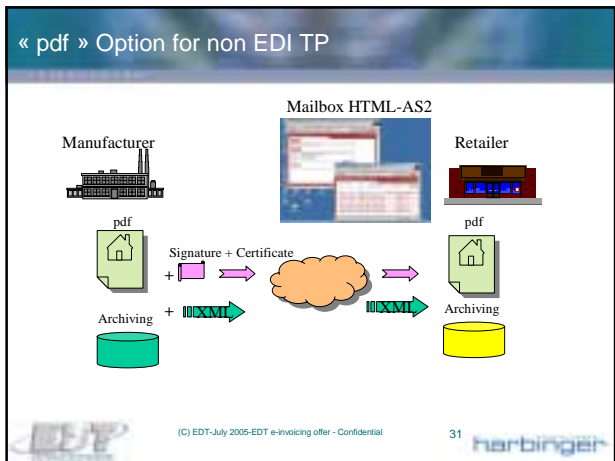 « pdf » Option for non EDI TP
Mailbox HTML-AS2
Manufacturer
Retailer
pdf
pdf
Signature + Certificate
+
+
XML
XML
Archiving
Archiving
(C) EDT-July 2005-EDT e-invoicing offer - Confidential
31
harbinger
EDT